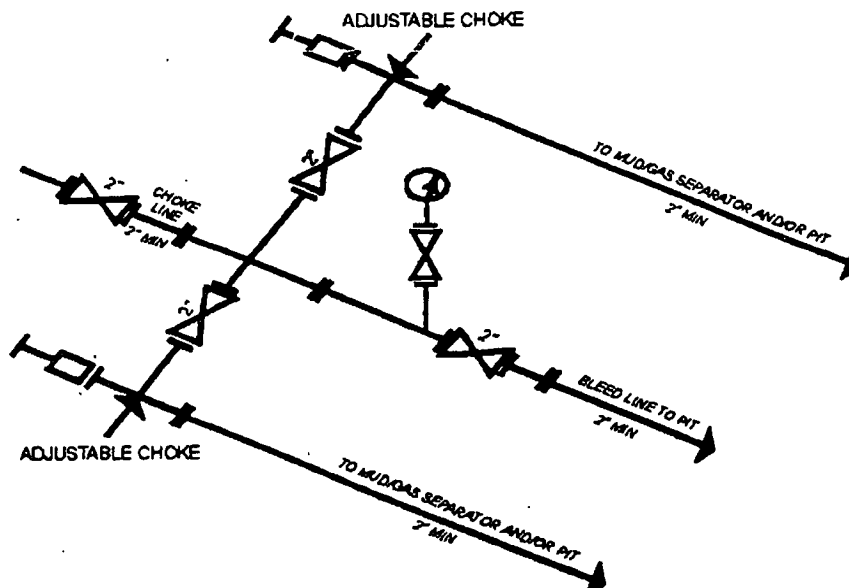 ADJUSTABLE CHOKE
2"
TO MUD/GAS SEPARATOR AND/OR PIT
2" MIN
2"
CHOKE
LINE
2" MIN
2"
2"
BLEED LINE TO PIT
2" MIN
ADJUSTABLE CHOKE
TO MUD/GAS SEPARATOR AND/OR PIT
2" MIN